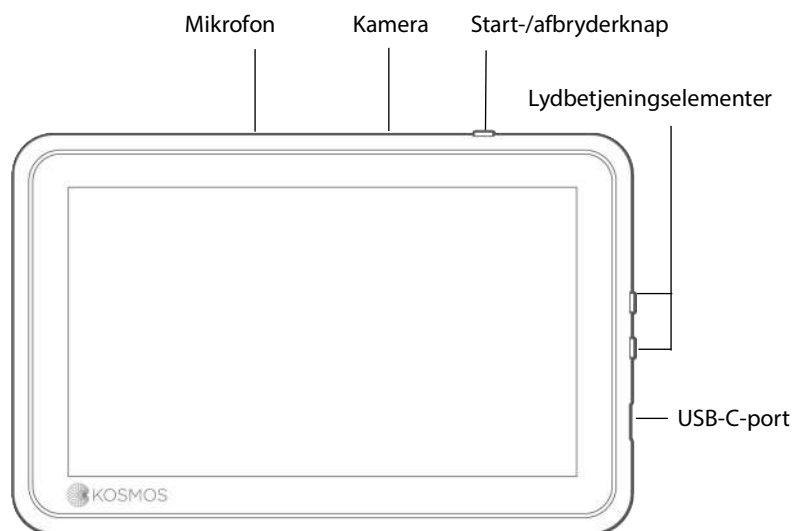 Mikrofon
Kamera
Start-/afbryderknap
Lydbetjeningselementer
USB-C-port
KOSMOS